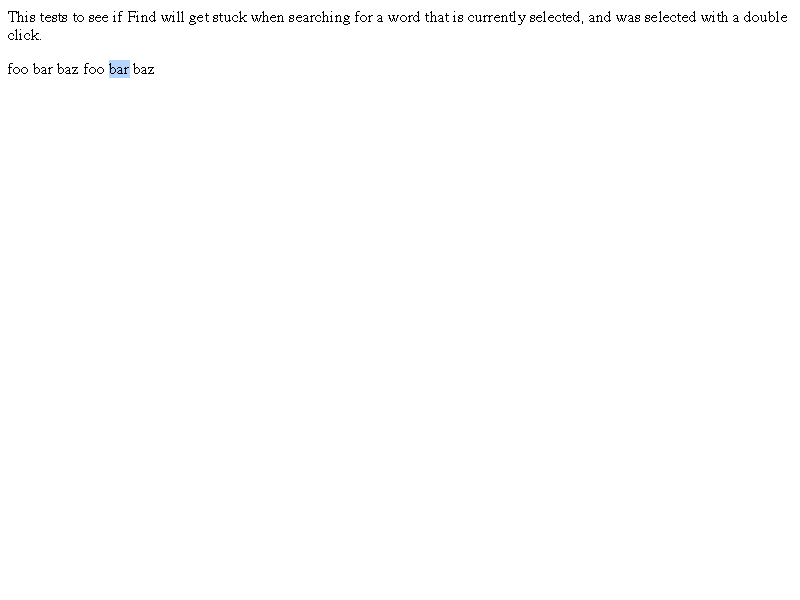 This tests to see if Find will get stuck when searching for a word that is currently selected, and was selected with a double
click.
foo bar baz foo bar baz